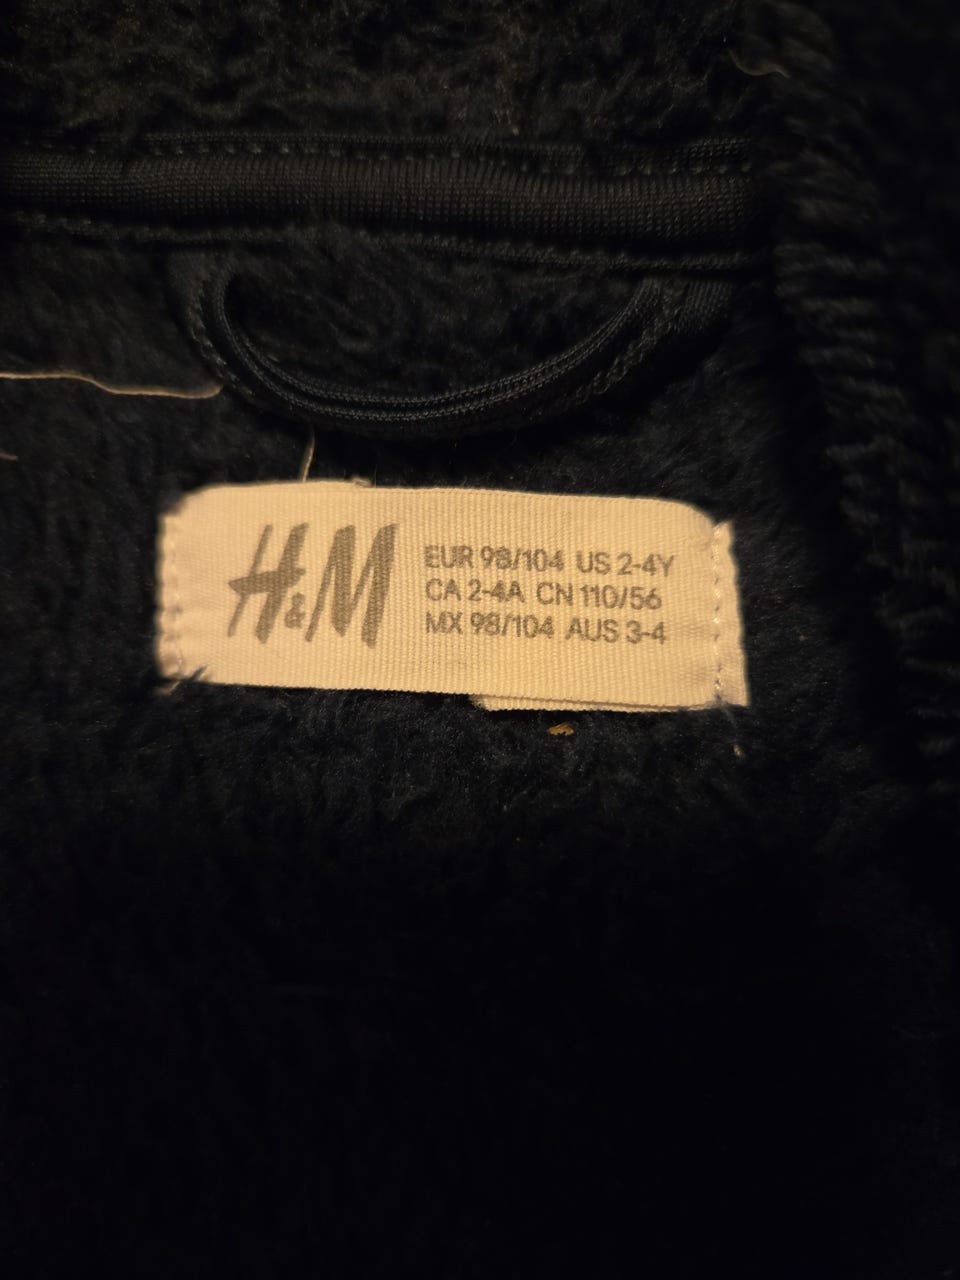 H&M
EUR 98/104 US 2-4Y
CA 2-4A CN 110/56
MX 98/104 AUS 3-4